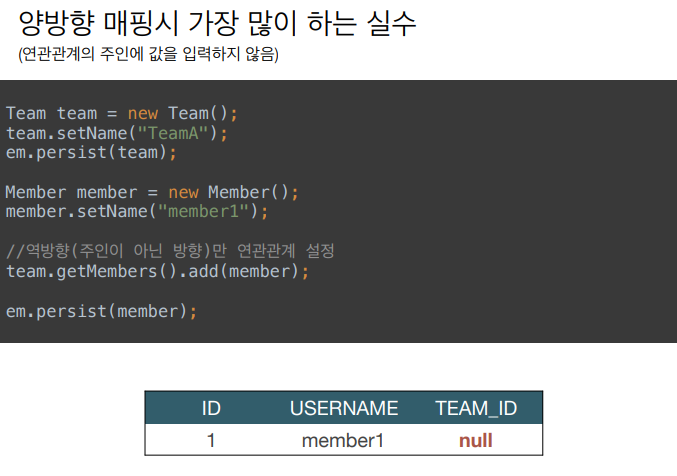 양방향 매핑시 가장 많이 하는 실수
(연관관계의 주인에 값을 입력하지 않음)
Team team = new Team();
team.setName("TeamA");
em.persist(team);
Member member = new Member();
member.setName("member1");
//역방향(주인이 아닌 방향)만 연관관계 설정
team.getMembers().add(member);
em.persist(member);
ID USERNAME TEAM_ID
1 member1 null